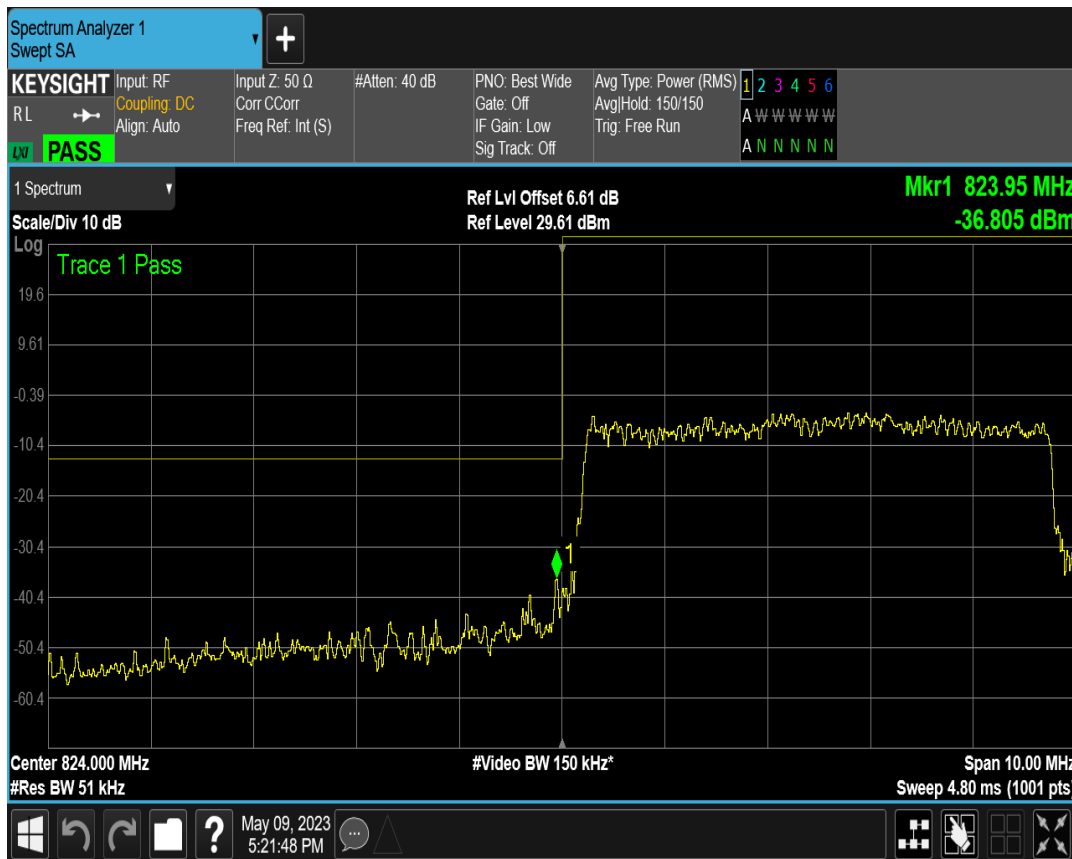 Spectrum Analyzer 1
Swept SA
+
KEYSIGHT
RL
LXI PASS
Input: RF
Coupling: DC
Align: Auto
Input Z: 50 Ω
Corr CCorr
Freq Ref: Int (S)
#Atten: 40 dB
PNO: Best Wide
Gate: Off
IF Gain: Low
Sig Track: Off
Avg Type: Power (RMS)
Avg|Hold: 150/150
Trig: Free Run
1 2 3 4 5 6
A W W W W W
A N N N N N
1 Spectrum
Scale/Div 10 dB
Ref Lvl Offset 6.61 dB
Ref Level 29.61 dBm
Mkr1 823.95 MHz
-36.805 dBm
Log
Trace 1 Pass
19.6
9.61
-0.39
-10.4
-20.4
-30.4
-40.4
-50.4
-60.4
1
Center 824.000 MHz
#Res BW 51 kHz
#Video BW 150 kHz*
Span 10.00 MHz
Sweep 4.80 ms (1001 pts)
?
May 09, 2023
5:21:48 PM